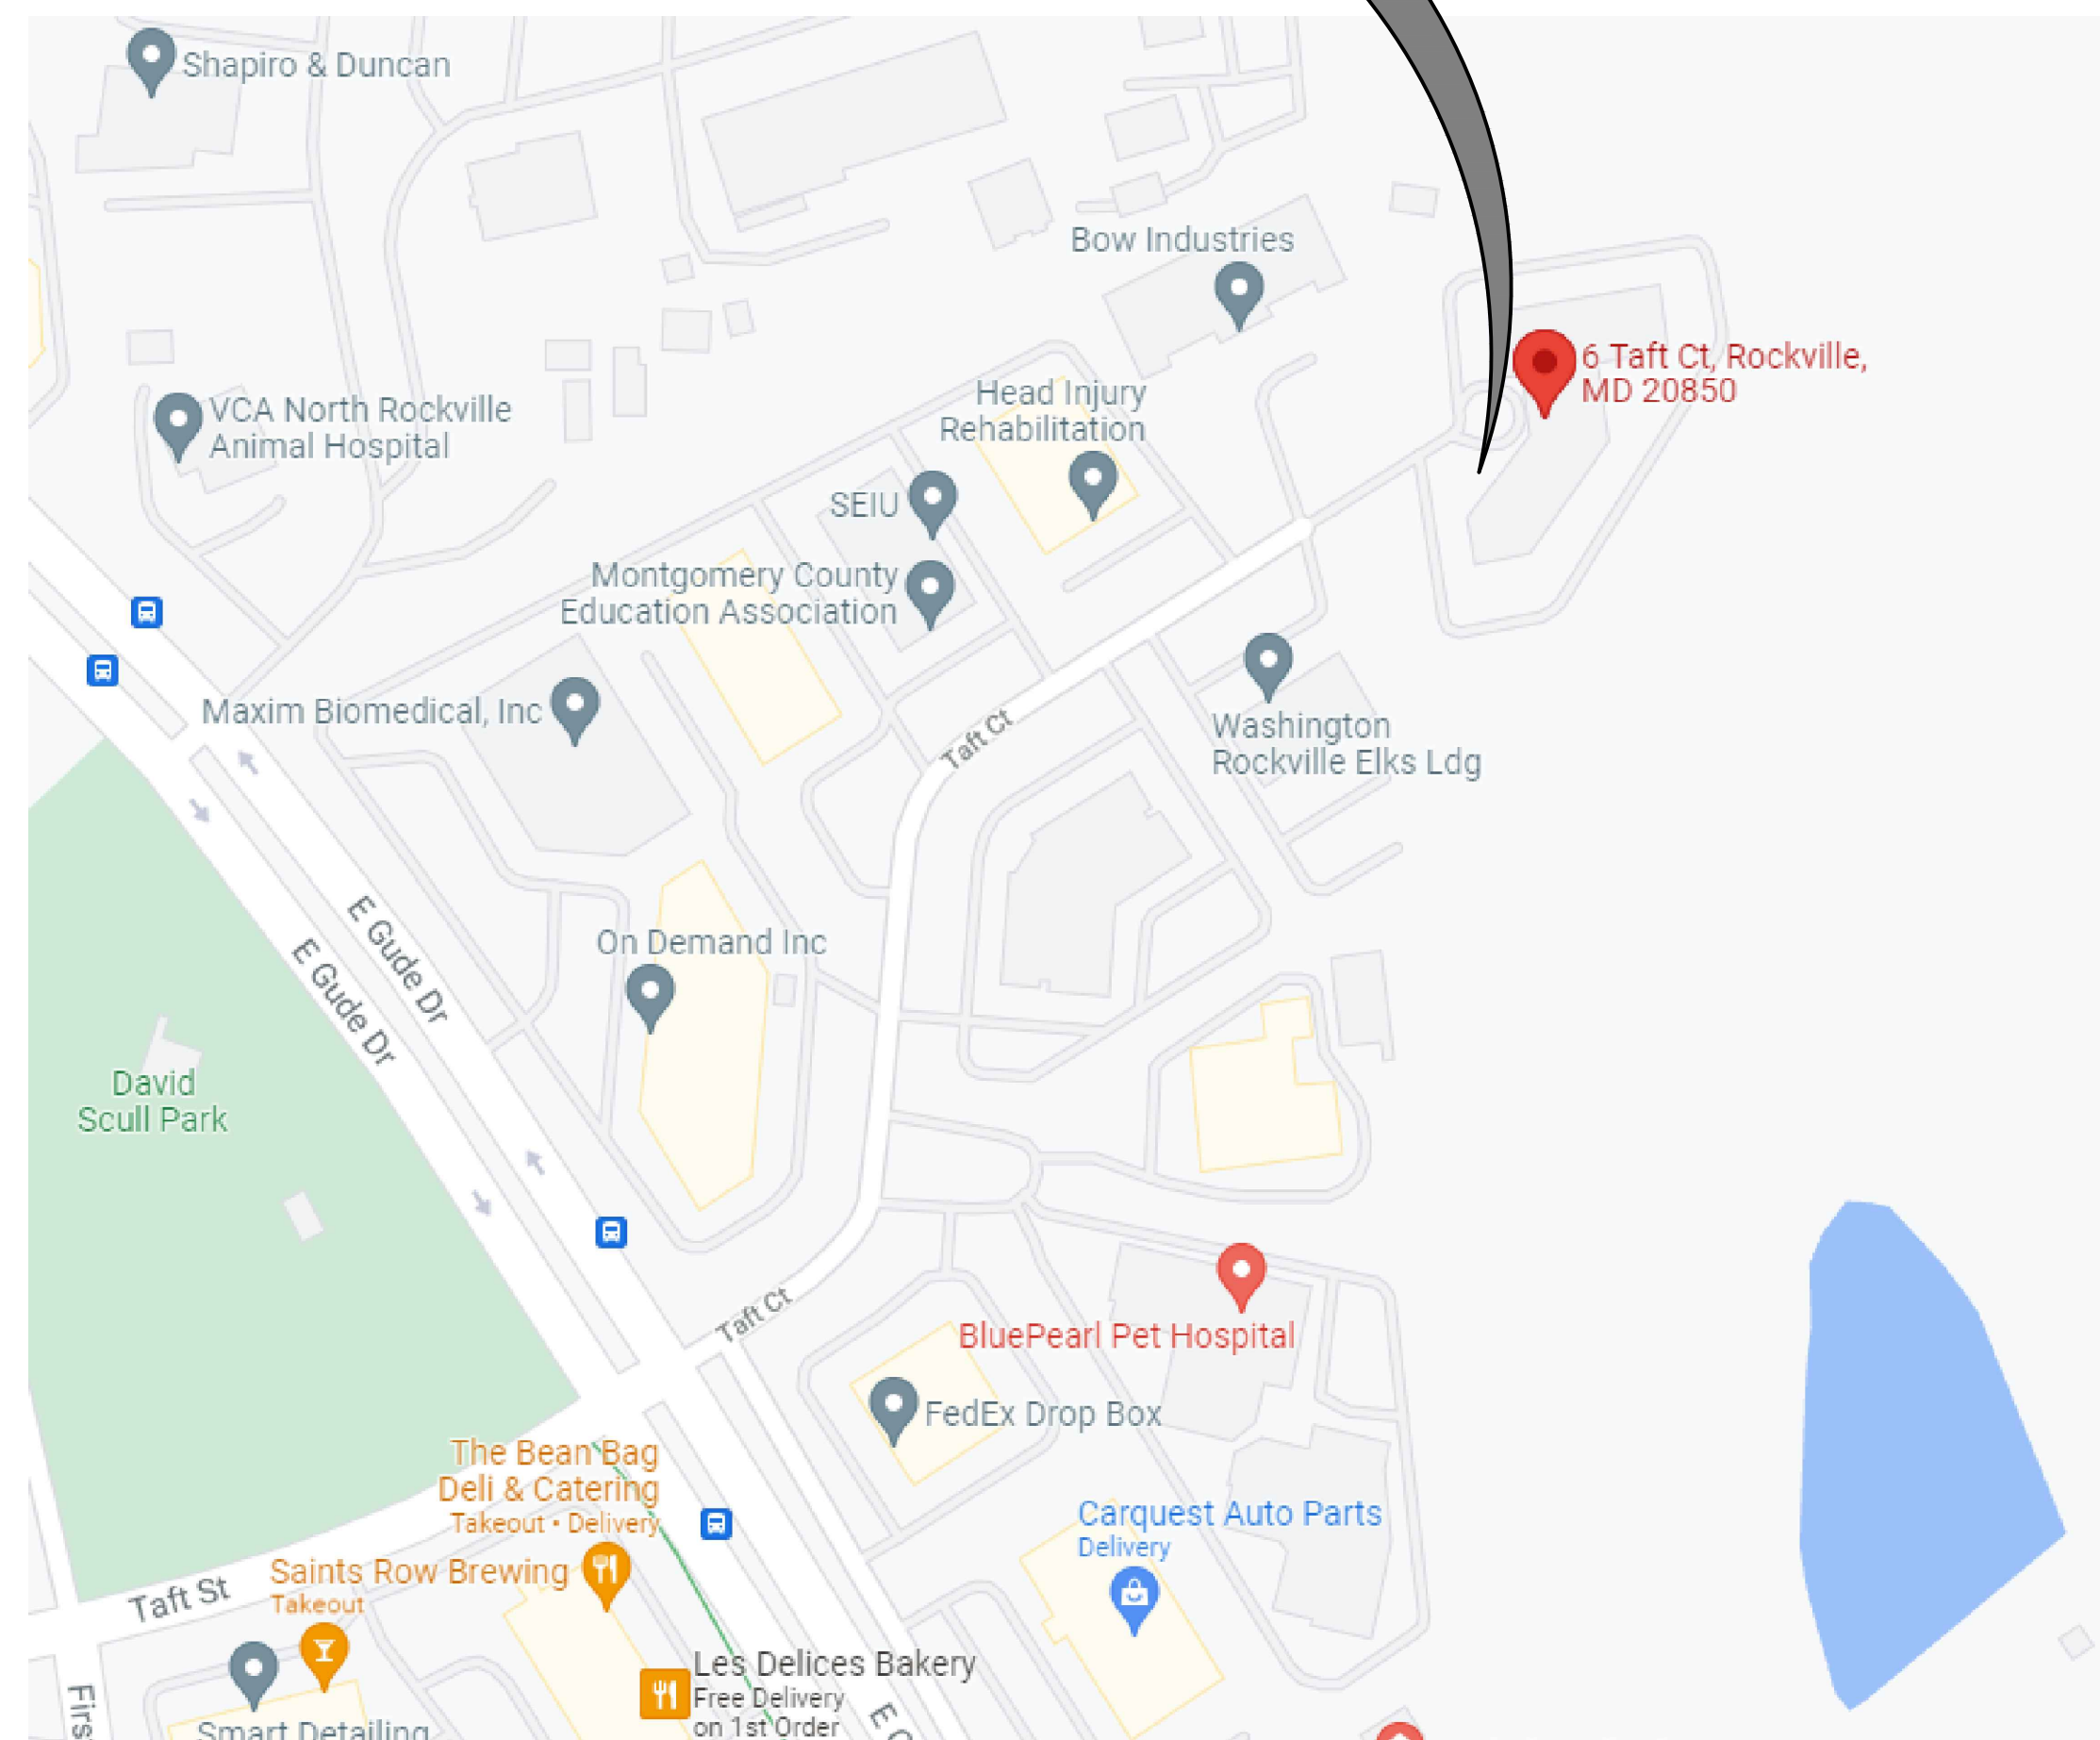 Shapiro & Duncan
Bow Industries
6 Taft Ct, Rockville,
MD 20850
Head Injury
Rehabilitation
VCA North Rockville
Animal Hospital
SEIU
Montgomery County
Education Association
Maxim Biomedical, Inc
Taft Ct
Washington
Rockville Elks Ldg
E Gude Dr
E Gude Dr
On Demand Inc
David
Scull Park
Taft Ct
BluePearl Pet Hospital
FedEx Drop Box
The Bean Bag
Deli & Catering
Takeout • Delivery
Carquest Auto Parts
Delivery
Saints Row Brewing
Takeout
Taft St
Les Delices Bakery
Free Delivery
on 1st Order
Smart Detailing